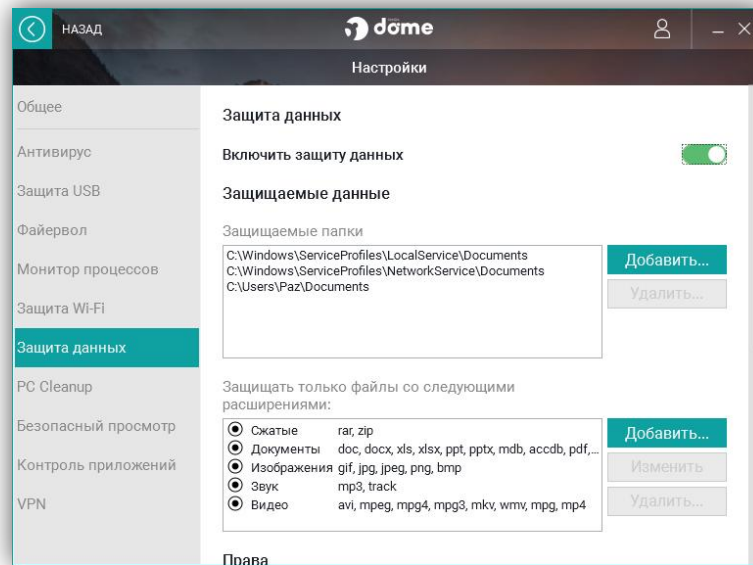 НАЗАД
dome
Настройки
Общее
Антивирус
Защита USB
Файервол
Монитор процессов
Защита Wi-Fi
Защита данных
PC Cleanup
Безопасный просмотр
Контроль приложений
VPN
Защита данных
Включить защиту данных
Защищаемые данные
Защищаемые папки
C:\Windows\ServiceProfiles\LocalService\Documents
C:\Windows\ServiceProfiles\NetworkService\Documents
C:\Users\Paz\Documents
Добавить...
Удалить...
Защищать только файлы со следующими
расширениями:
Сжатые rar, zip
Документы doc, docx, xls, xlsx, ppt, pptx, mdb, accdb, pdf,...
Изображения gif, jpg, jpeg, png, bmp
Звук mp3, track
Видео avi, mpeg, mpg4, mpg3, mkv, wmv, mpg, mp4
Добавить...
Изменить
Удалить...
Права